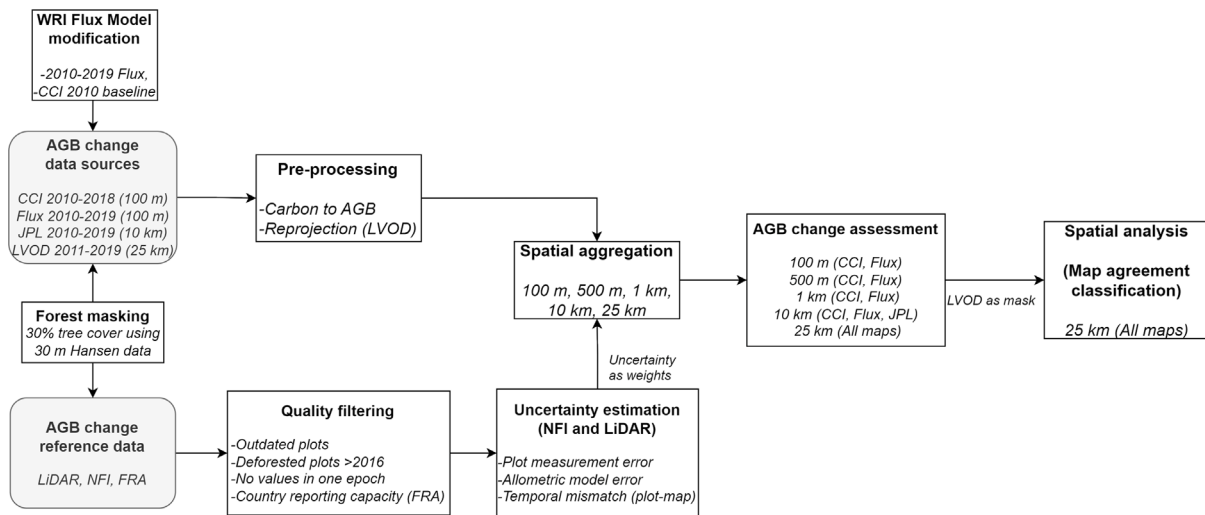 WRI Flux Model
modification
-2010-2019 Flux,
-CCI 2010 baseline
AGB change
data sources
CCI 2010-2018 (100 m)
Flux 2010-2019 (100 m)
JPL 2010-2019 (10 km)
LVOD 2011-2019 (25 km)
Forest masking
30% tree cover using
30 m Hansen data
AGB change
reference data
LiDAR, NFI, FRA
Pre-processing
-Carbon to AGB
-Reprojection (LVOD)
Quality filtering
-Outdated plots
-Deforested plots >2016
-No values in one epoch
-Country reporting capacity (FRA)
Spatial aggregation
100 m, 500 m, 1 km,
10 km, 25 km
Uncertainty
as weights
Uncertainty estimation
(NFI and LiDAR)
-Plot measurement error
-Allometric model error
-Temporal mismatch (plot-map)
AGB change assessment
100 m (CCI, Flux)
500 m (CCI, Flux)
1 km (CCI, Flux)
10 km (CCI, Flux, JPL)
25 km (All maps)
LVOD as mask
Spatial analysis
(Map agreement
classification)
25 km (All maps)